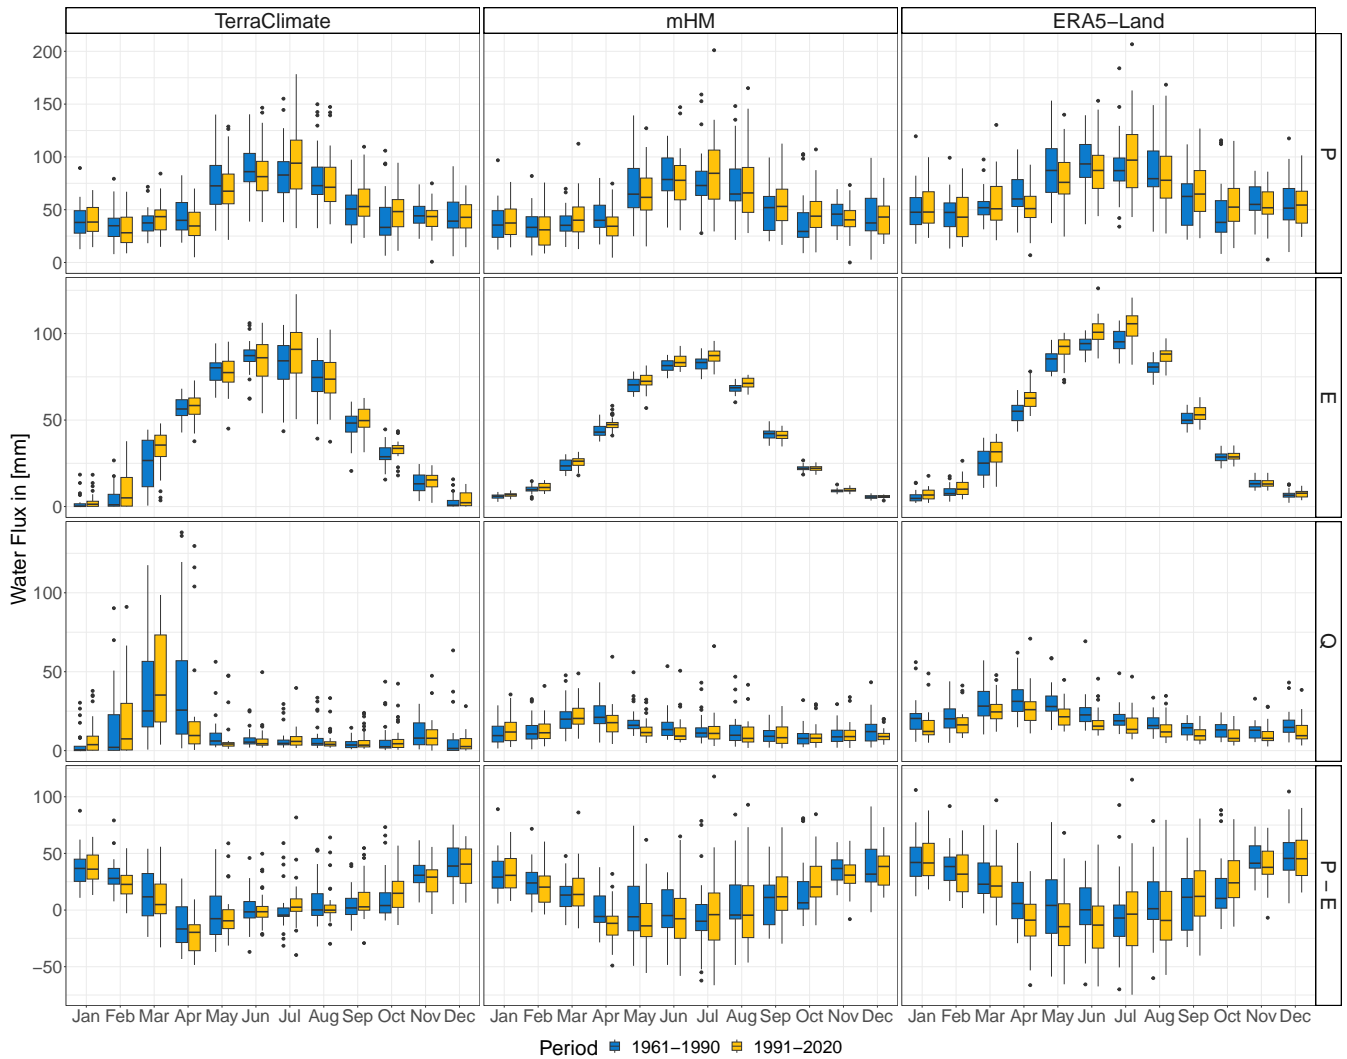 TerraClimate mHM ERA5−Land
200
150
100
50
0
P
100
50
0
E
100
50
0
Q
100
50
0
−50
P − E
Water Flux in [mm]
Jan Feb Mar Apr May Jun Jul Aug Sep Oct Nov Dec Jan Feb Mar Apr May Jun Jul Aug Sep Oct Nov Dec Jan Feb Mar Apr May Jun Jul Aug Sep Oct Nov Dec
Period 1961−1990 1991−2020